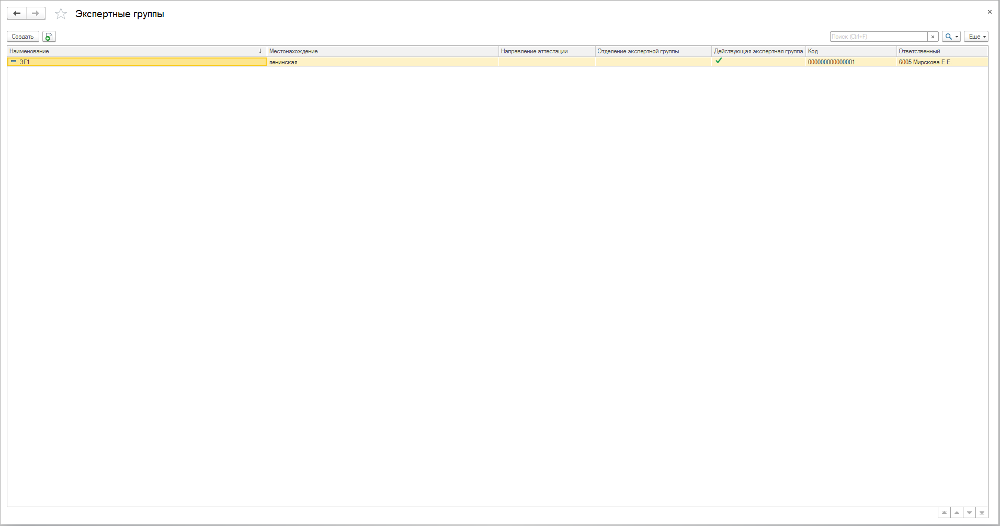 Экспертные группы
Создать
Поиск (Ctrl+F)
Еще
Наименование Местонахождение Направление аттестации Отделение экспертной группы Действующая экспертная группа Код Ответственный
ЭГ1 ленинская 000000000000001 6005 Мирскова Е.Е.